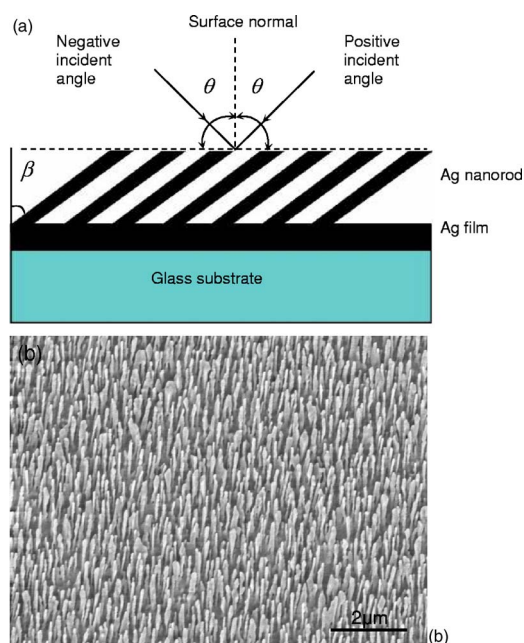 (a)
Surface normal
Negative
incident
angle
Positive
incident
angle
θ
θ
β
Ag nanorod
Ag film
Glass substrate
(b)
2μm
(b)